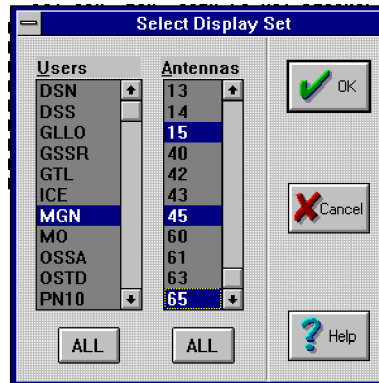 Select Display Set
Users
DSN
DSS
GLLO
GSSR
GTL
ICE
MGN
MO
OSSA
OSTD
PN10
ALL
Antennas
13
14
15
40
42
43
45
60
61
63
65
ALL
OK
Cancel
Help